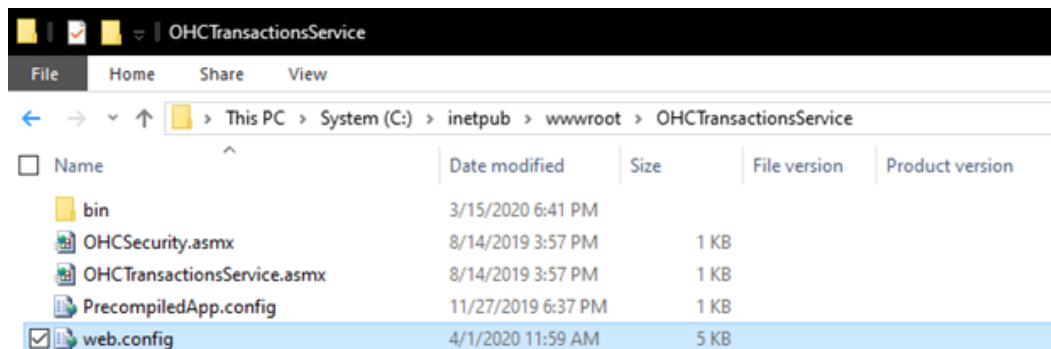 OHCTransactionsService
File Home Share View
This PC > System (C:) > inetpub > wwwroot > OHCTransactionsService
Name Date modified Size File version Product version
bin 3/15/2020 6:41 PM
OHCSecurity.asmx 8/14/2019 3:57 PM 1 KB
OHCTransactionsService.asmx 8/14/2019 3:57 PM 1 KB
PrecompiledApp.config 11/27/2019 6:37 PM 1 KB
web.config 4/1/2020 11:59 AM 5 KB